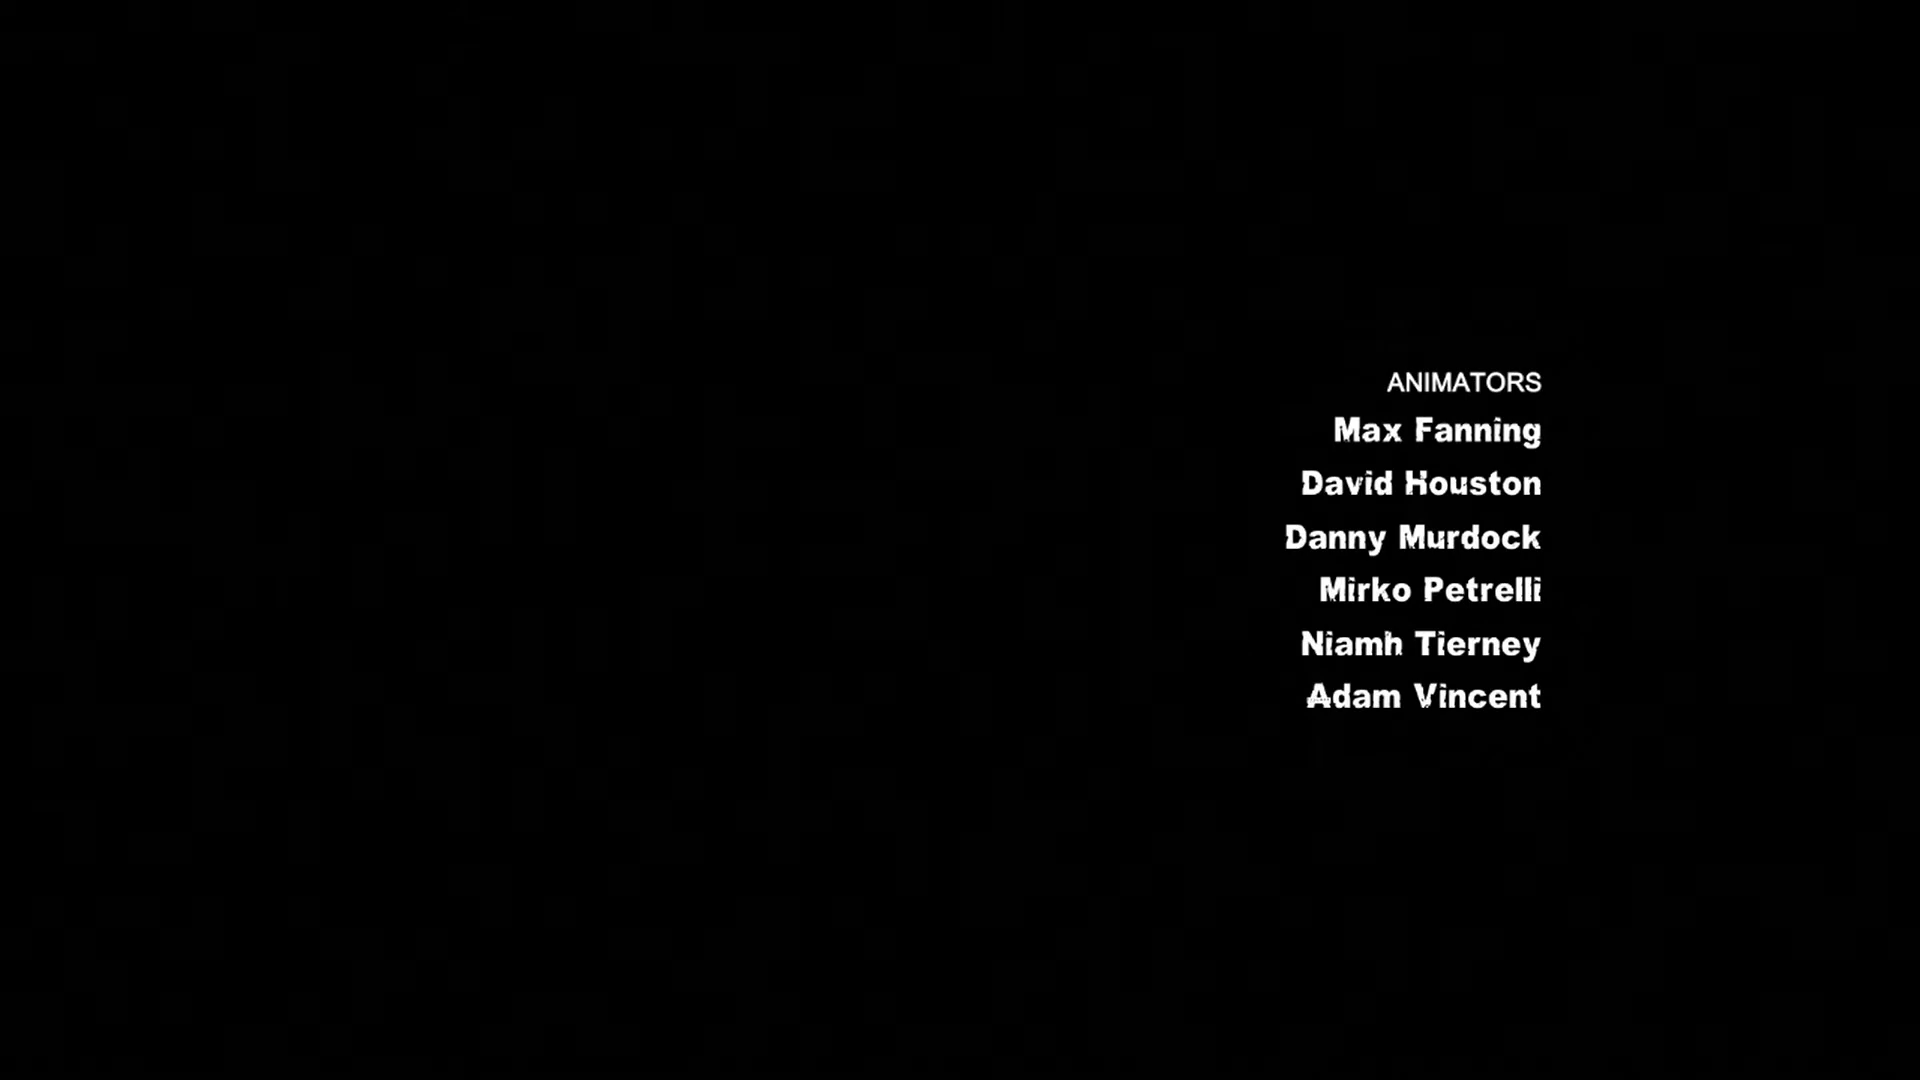 ANIMATORS
Max Fanning
David Houston
Danny Murdock
Mirko Petrelli
Niamh Tierney
Adam Vincent